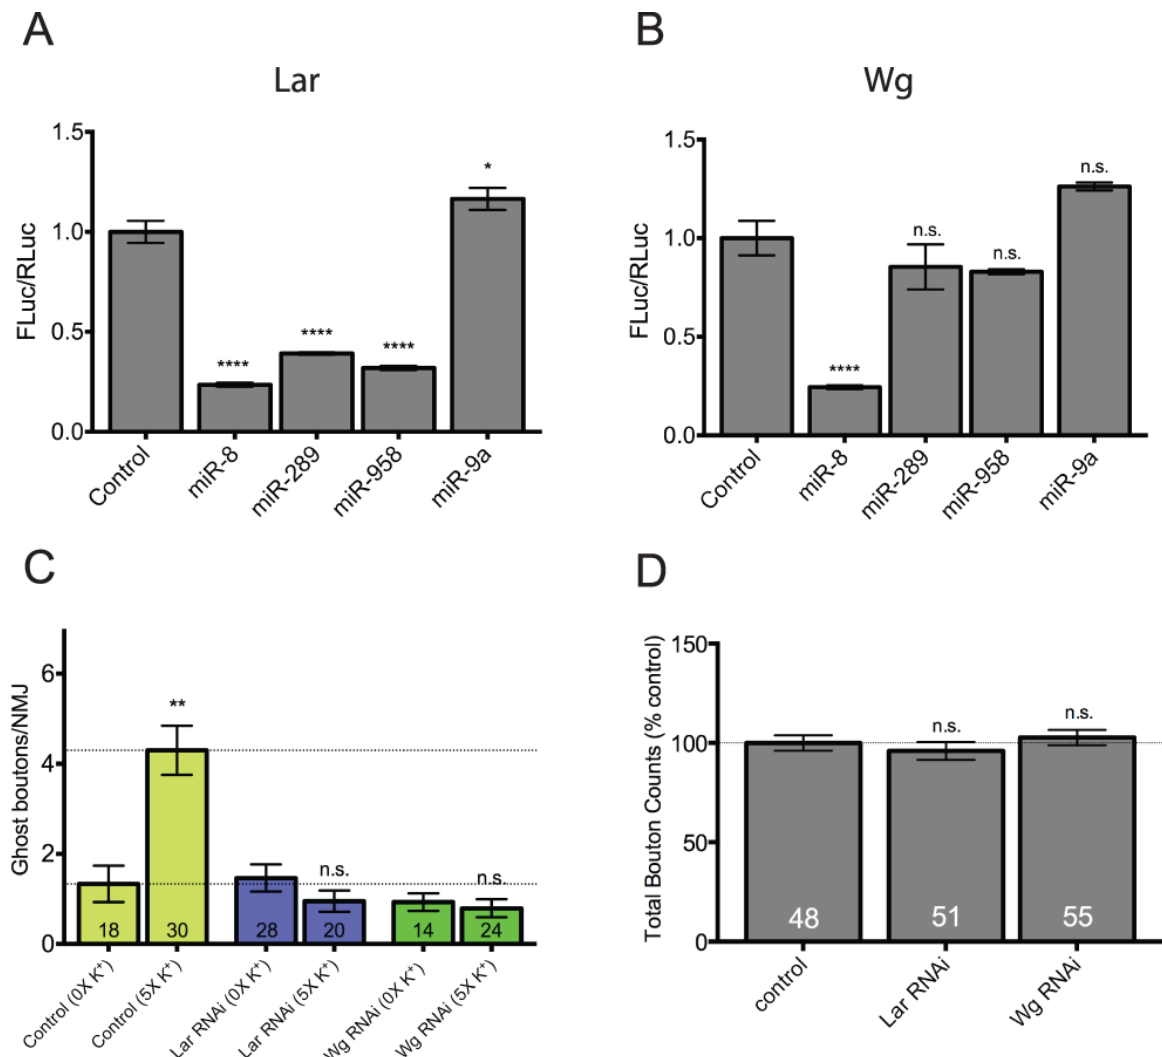 A
Lar
FLuc/RLuc
1.5
1.0
0.5
0.0
****
****
****
*
Control
miR-8
miR-289
miR-958
miR-9a
B
Wg
FLuc/RLuc
1.5
1.0
0.5
0.0
****
n.s.
n.s.
n.s.
Control
miR-8
miR-289
miR-958
miR-9a
C
Ghost boutons/NMJ
6
4
2
0
**
n.s.
n.s.
18
30
28
20
14
24
Control (0X K⁺)
Control (5X K⁺)
Lar RNAi (0X K⁺)
Lar RNAi (5X K⁺)
Wg RNAi (0X K⁺)
Wg RNAi (5X K⁺)
D
Total Bouton Counts (% control)
150
100
50
0
n.s.
n.s.
48
51
55
control
Lar RNAi
Wg RNAi